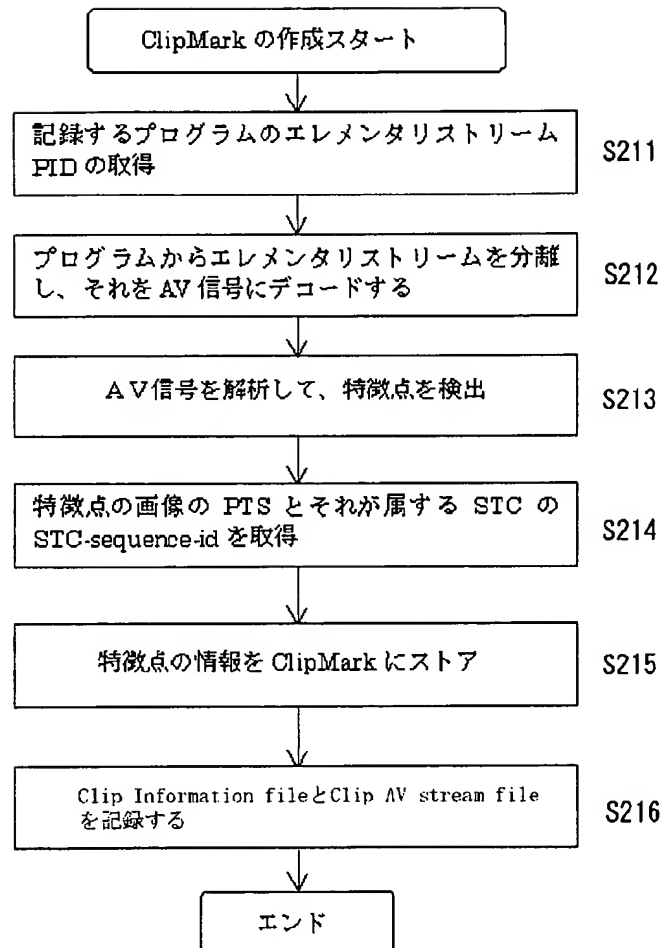 ClipMark の作成スタート
記録するプログラムのエレメンタリストリーム
PID の取得
S211
プログラムからエレメンタリストリームを分離
し、それを AV 信号にデコードする
S212
ＡＶ信号を解析して、特徴点を検出
S213
特徴点の画像の PTS とそれが属する STC の
STC-sequence-id を取得
S214
特徴点の情報を ClipMark にストア
S215
Clip Information fileとClip AV stream file
を記録する
S216
エンド